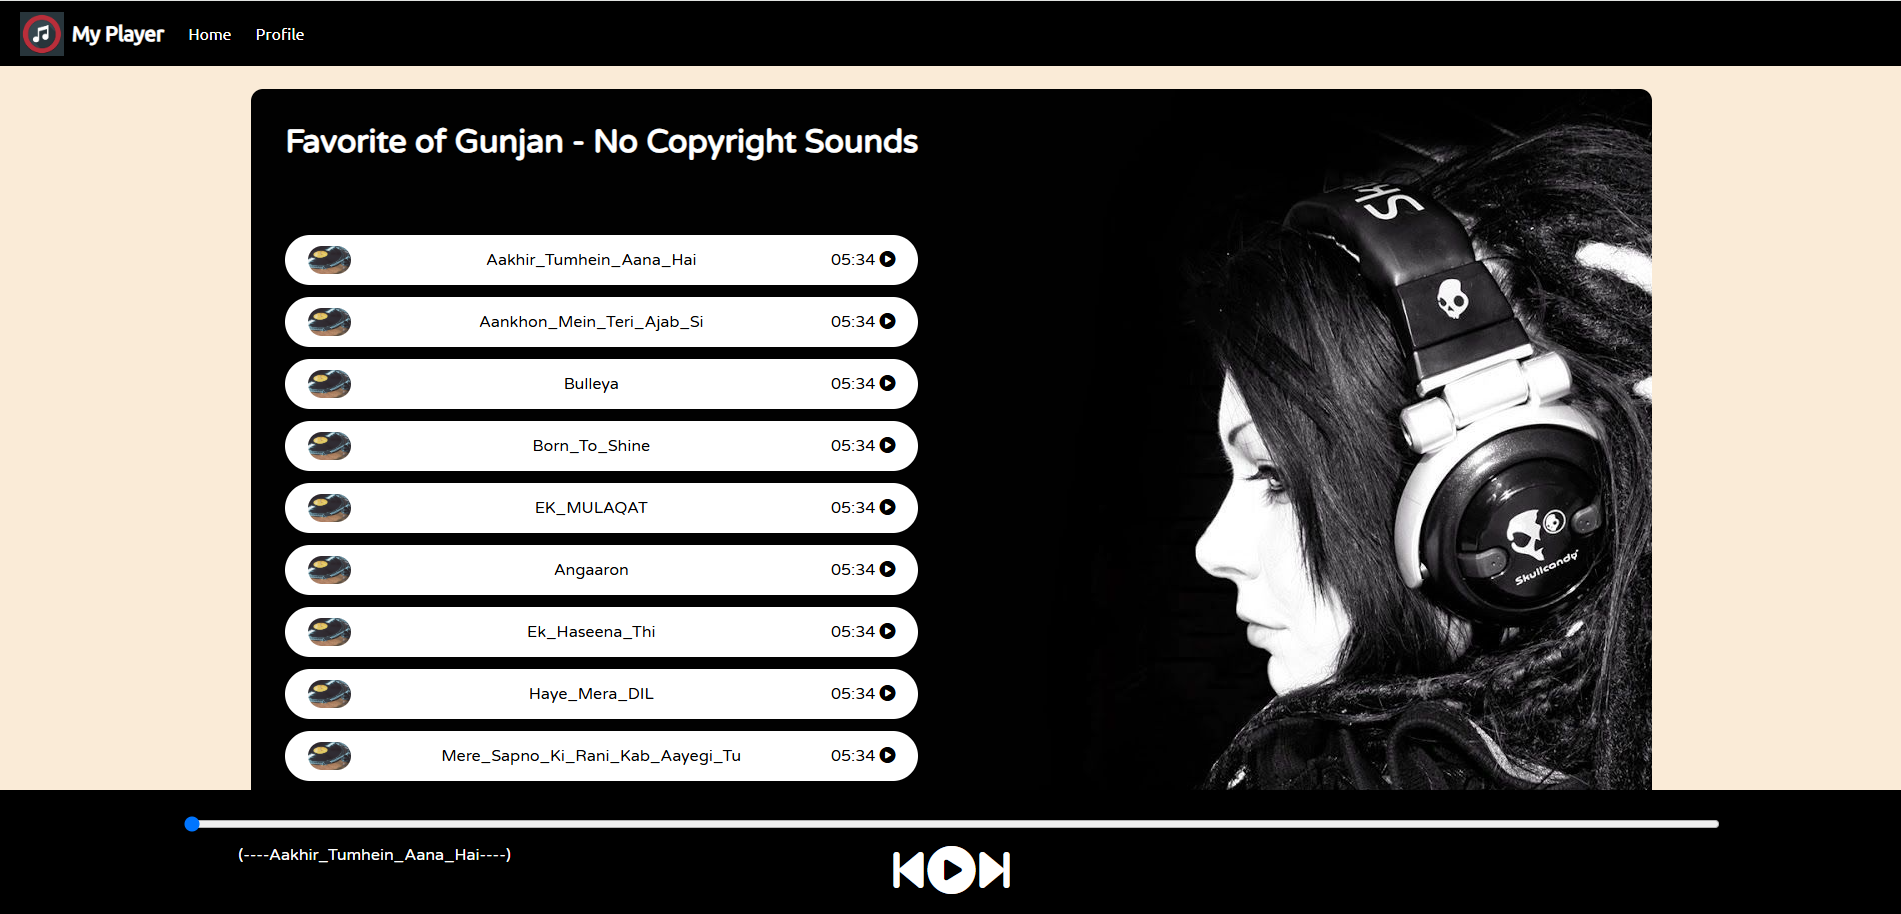 My Player
Home
Profile
Favorite of Gunjan - No Copyright Sounds
Aakhir_Tumhein_Aana_Hai 05:34
Aankhon_Mein_Teri_Ajab_Si 05:34
Bulleya 05:34
Born_To_Shine 05:34
EK_MULAQAT 05:34
Angaaron 05:34
Ek_Haseena_Thi 05:34
Haye_Mera_DIL 05:34
Mere_Sapno_Ki_Rani_Kab_Aayegi_Tu 05:34
Skullcandy
(----Aakhir_Tumhein_Aana_Hai----)